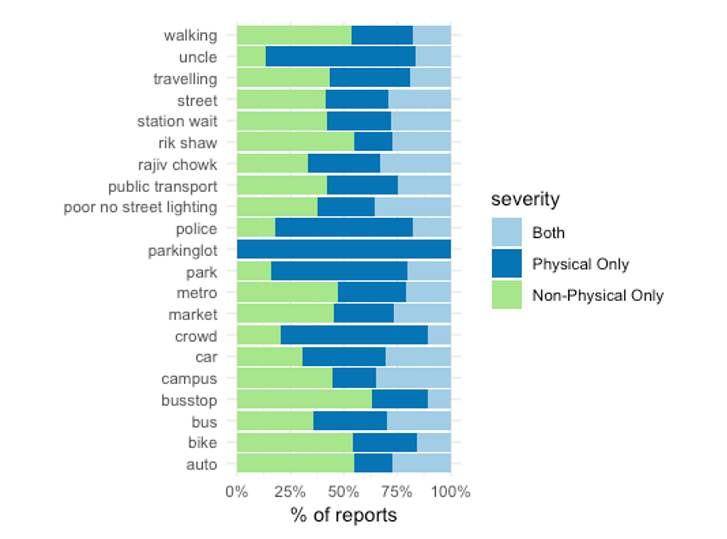 walking
uncle
travelling
street
station wait
rik shaw
rajiv chowk
public transport
poor no street lighting
police
parkinglot
park
metro
market
crowd
car
campus
busstop
bus
bike
auto
0% 25% 50% 75% 100%
% of reports
severity
Both
Physical Only
Non-Physical Only